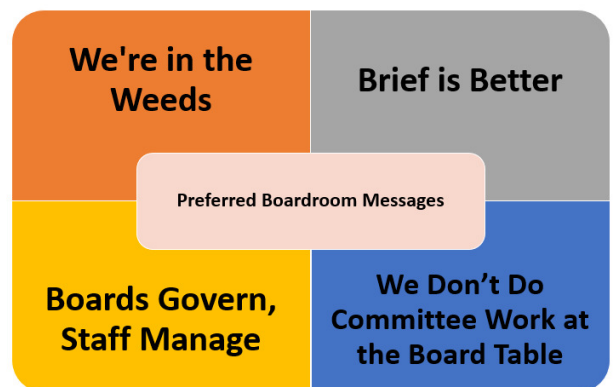 We're in the
Weeds
Brief is Better
Preferred Boardroom Messages
Boards Govern,
Staff Manage
We Don’t Do
Committee Work at
the Board Table